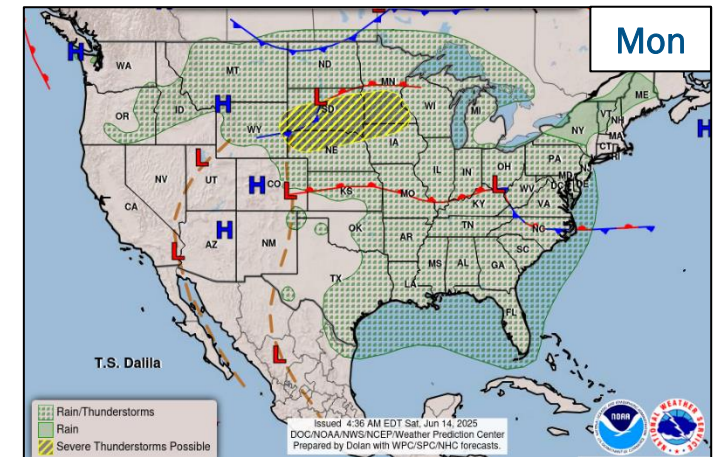 Mon
H
L
L
WA
MT
ND
MN
ME
OR
ID
H
WY
L
SD
WI
MI
VT
NH
NY
MA
CT
RI
H
NE
IA
PA
NV
L
UT
H
CO
L
KS
MO
IL
IN
OH
L
WV
MD
DC
DE
VA
KY
CA
AZ
H
NM
OK
AR
TN
NC
SC
L
TX
LA
MS
AL
GA
FL
L
T.S. Dalila
Rain/Thunderstorms
Rain
Severe Thunderstorms Possible
Issued 4:36 AM EDT Sat, Jun 14, 2025
DOC/NOAA/NWS/NCEP/Weather Prediction Center
Prepared by Dolan with WPC/SPC/NHC forecasts.
NOAA
NATIONAL WEATHER SERVICE